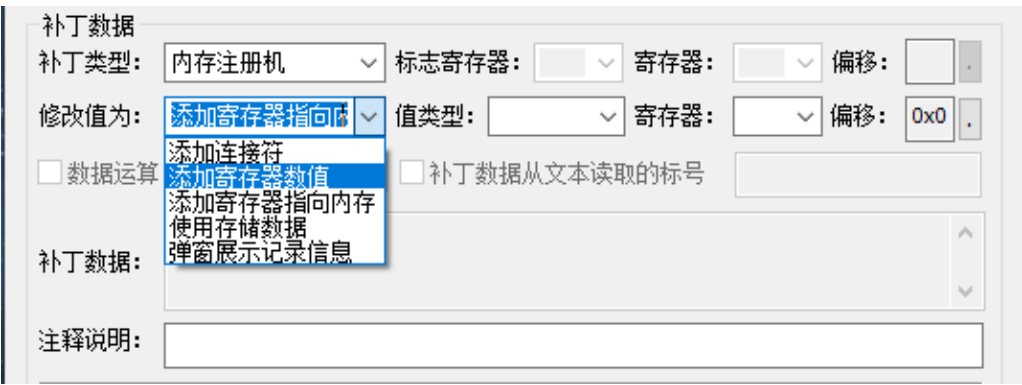 补丁数据
补丁类型： 内存注册机 标志寄存器： 寄存器： 偏移： .
修改值为： 添加寄存器指向 值类型： 寄存器： 偏移： 0x0 .
添加连接符
数据运算 添加寄存器数值 补丁数据从文本读取的标号
添加寄存器指向内存
使用存储数据
弹窗展示记录信息
补丁数据：
注释说明：